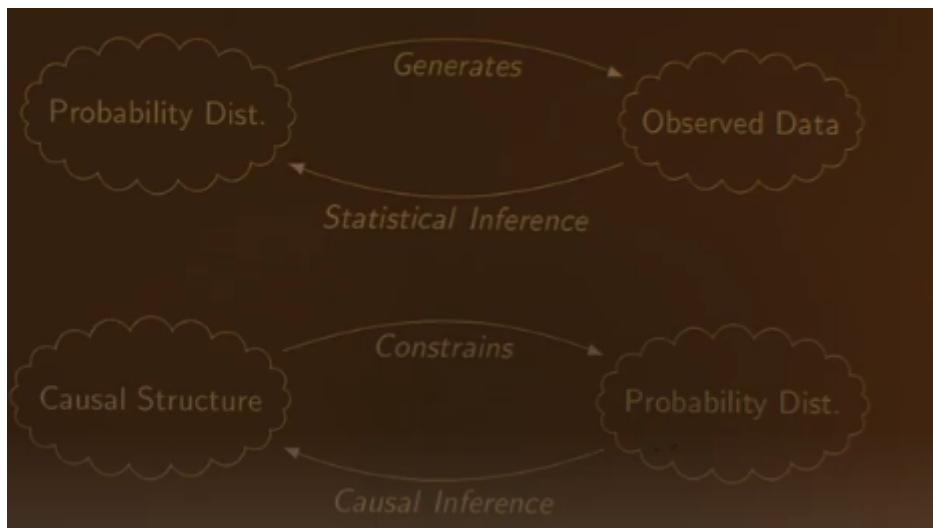 Generates
Probability Dist.
Observed Data
Statistical Inference
Constrains
Causal Structure
Probability Dist.
Causal Inference